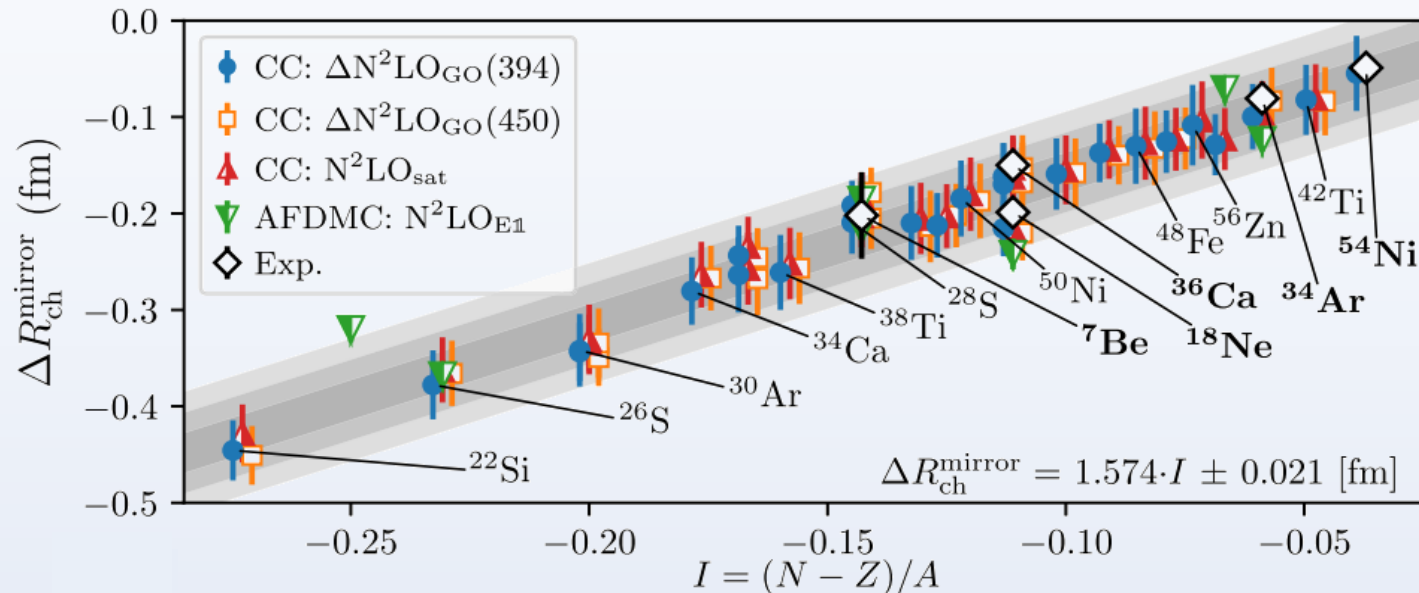 0.0
−0.1
−0.2
−0.3
−0.4
−0.5
ΔR_ch^mirror (fm)
CC: ΔN²LO_GO(394)
CC: ΔN²LO_GO(450)
CC: N²LO_sat
AFDMC: N²LO_E𝟙
Exp.
²²Si
²⁶S
³⁰Ar
³⁴Ca
³⁸Ti
²⁸S
⁷Be
⁵⁰Ni
¹⁸Ne
³⁶Ca
⁴⁸Fe
⁵⁶Zn
³⁴Ar
⁴²Ti
⁵⁴Ni
ΔR_ch^mirror = 1.574·I ± 0.021 [fm]
−0.25
−0.20
−0.15
−0.10
−0.05
I = (N − Z)/A